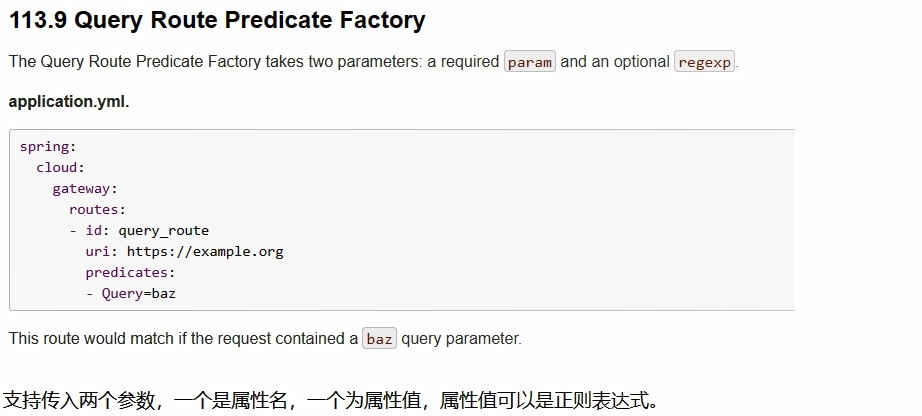 113.9 Query Route Predicate Factory
The Query Route Predicate Factory takes two parameters: a required param and an optional regexp.
application.yml.
spring:
  cloud:
    gateway:
      routes:
      - id: query_route
        uri: https://example.org
        predicates:
        - Query=baz
This route would match if the request contained a baz query parameter.
支持传入两个参数，一个是属性名，一个为属性值，属性值可以是正则表达式。